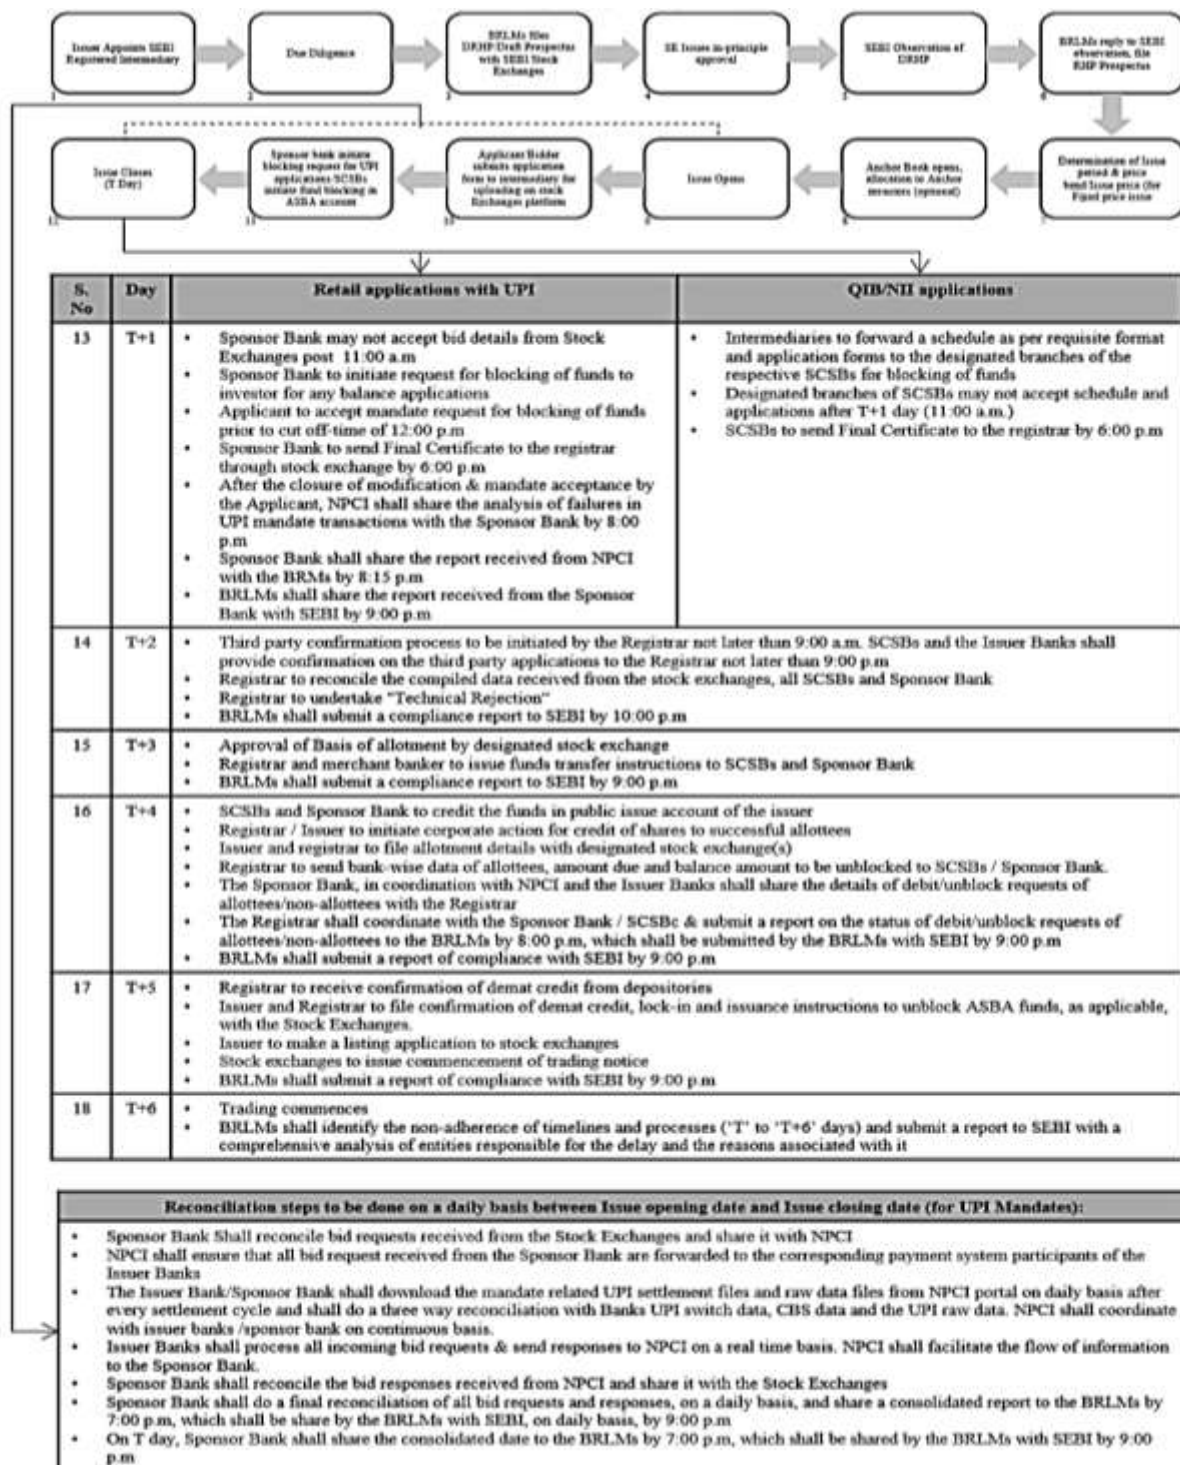 Issuer Appoints SEBI
Registered Intermediary
1
Due Diligence
2
BRLMs files
DRHP/Draft Prospectus
with SEBI/Stock
Exchanges
3
SE Issues in-principle
approval
4
SEBI Observation of
DRHP
5
BRLMs reply to SEBI
observation, file
RHP/Prospectus
6
Determination of Issue
period & price
band/Issue price (for
Fixed price issue
7
Anchor Book opens,
allocation to Anchor
investors (optional)
8
Issue Opens
9
Applicant/Bidder
submits application
form to intermediary for
uploading on stock
Exchanges platform
10
Sponsor bank initiate
blocking request for UPI
applications/SCSBs
initiate fund blocking in
ASBA account
11
Issue Closes
(T Day)
12
S. No
Day
Retail applications with UPI
QIB/NII applications
13
T+1
• Sponsor Bank may not accept bid details from Stock
Exchanges post 11:00 a.m
• Sponsor Bank to initiate request for blocking of funds to
investor for any balance applications
• Applicant to accept mandate request for blocking of funds
prior to cut off-time of 12:00 p.m
• Sponsor Bank to send Final Certificate to the registrar
through stock exchange by 6:00 p.m
• After the closure of modification & mandate acceptance by
the Applicant, NPCI shall share the analysis of failures in
UPI mandate transactions with the Sponsor Bank by 8:00
p.m
• Sponsor Bank shall share the report received from NPCI
with the BRMs by 8:15 p.m
• BRLMs shall share the report received from the Sponsor
Bank with SEBI by 9:00 p.m
• Intermediaries to forward a schedule as per requisite format
and application forms to the designated branches of the
respective SCSBs for blocking of funds
• Designated branches of SCSBs may not accept schedule and
applications after T+1 day (11:00 a.m.)
• SCSBs to send Final Certificate to the registrar by 6:00 p.m
14
T+2
• Third party confirmation process to be initiated by the Registrar not later than 9:00 a.m. SCSBs and the Issuer Banks shall
provide confirmation on the third party applications to the Registrar not later than 9:00 p.m
• Registrar to reconcile the compiled data received from the stock exchanges, all SCSBs and Sponsor Bank
• Registrar to undertake "Technical Rejection"
• BRLMs shall submit a compliance report to SEBI by 10:00 p.m
15
T+3
• Approval of Basis of allotment by designated stock exchange
• Registrar and merchant banker to issue funds transfer instructions to SCSBs and Sponsor Bank
• BRLMs shall submit a compliance report to SEBI by 9:00 p.m
16
T+4
• SCSBs and Sponsor Bank to credit the funds in public issue account of the issuer
• Registrar / Issuer to initiate corporate action for credit of shares to successful allottees
• Issuer and registrar to file allotment details with designated stock exchange(s)
• Registrar to send bank-wise data of allottees, amount due and balance amount to be unblocked to SCSBs / Sponsor Bank.
• The Sponsor Bank, in coordination with NPCI and the Issuer Banks shall share the details of debit/unblock requests of
allottees/non-allottees with the Registrar
• The Registrar shall coordinate with the Sponsor Bank / SCSBc & submit a report on the status of debit/unblock requests of
allottees/non-allottees to the BRLMs by 8:00 p.m, which shall be submitted by the BRLMs with SEBI by 9:00 p.m
• BRLMs shall submit a report of compliance with SEBI by 9:00 p.m
17
T+5
• Registrar to receive confirmation of demat credit from depositories
• Issuer and Registrar to file confirmation of demat credit, lock-in and issuance instructions to unblock ASBA funds, as applicable,
with the Stock Exchanges.
• Issuer to make a listing application to stock exchanges
• Stock exchanges to issue commencement of trading notice
• BRLMs shall submit a report of compliance with SEBI by 9:00 p.m
18
T+6
• Trading commences
• BRLMs shall identify the non-adherence of timelines and processes ('T' to 'T+6' days) and submit a report to SEBI with a
comprehensive analysis of entities responsible for the delay and the reasons associated with it
Reconciliation steps to be done on a daily basis between Issue opening date and Issue closing date (for UPI Mandates):
• Sponsor Bank Shall reconcile bid requests received from the Stock Exchanges and share it with NPCI
• NPCI shall ensure that all bid request received from the Sponsor Bank are forwarded to the corresponding payment system participants of the
Issuer Banks
• The Issuer Bank/Sponsor Bank shall download the mandate related UPI settlement files and raw data files from NPCI portal on daily basis after
every settlement cycle and shall do a three way reconciliation with Banks UPI switch data, CBS data and the UPI raw data. NPCI shall coordinate
with issuer banks /sponsor bank on continuous basis.
• Issuer Banks shall process all incoming bid requests & send responses to NPCI on a real time basis. NPCI shall facilitate the flow of information
to the Sponsor Bank.
• Sponsor Bank shall reconcile the bid responses received from NPCI and share it with the Stock Exchanges
• Sponsor Bank shall do a final reconciliation of all bid requests and responses, on a daily basis, and share a consolidated report to the BRLMs by
7:00 p.m, which shall be share by the BRLMs with SEBI, on daily basis, by 9:00 p.m
• On T day, Sponsor Bank shall share the consolidated date to the BRLMs by 7:00 p.m, which shall be shared by the BRLMs with SEBI by 9:00
p.m